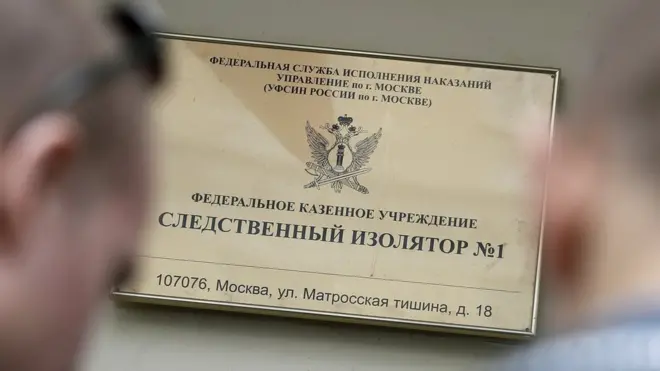 ФЕДЕРАЛЬНАЯ СЛУЖБА ИСПОЛНЕНИЯ НАКАЗАНИЙ
УПРАВЛЕНИЕ по г. МОСКВЕ
(УФСИН РОССИИ по г. МОСКВЕ)
ФЕДЕРАЛЬНОЕ КАЗЕННОЕ УЧРЕЖДЕНИЕ
СЛЕДСТВЕННЫЙ ИЗОЛЯТОР №1
107076, Москва, ул. Матросская тишина, д. 18